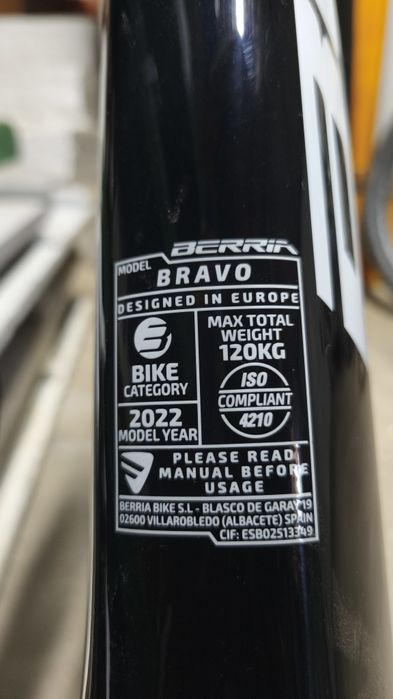 BERRIA
MODEL
BRAVO
DESIGNED IN EUROPE
BIKE
CATEGORY
2022
MODEL YEAR
MAX TOTAL
WEIGHT
120KG
ISO
COMPLIANT
4210
PLEASE READ
MANUAL BEFORE
USAGE
BERRIA BIKE S.L - BLASCO DE GARAY 19
02600 VILLAROBLEDO (ALBACETE) SPAIN
CIF: ESB02513349